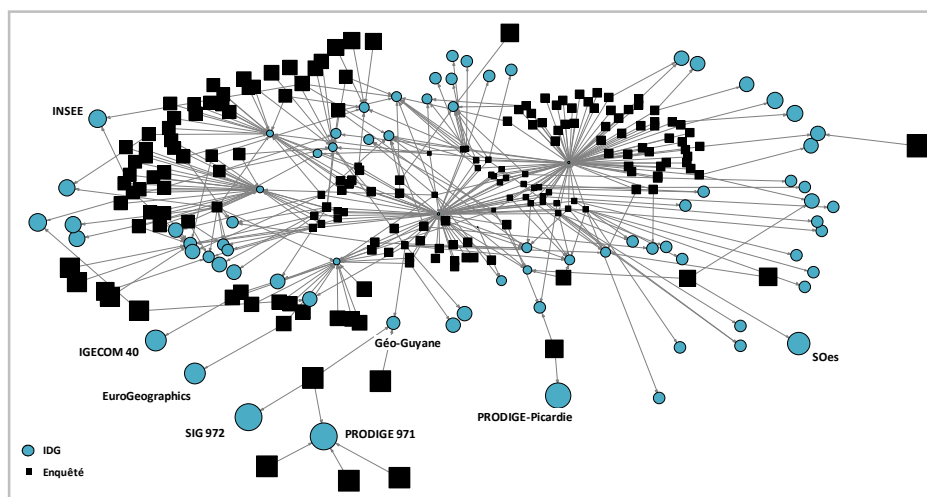 INSEE
IGECOM 40
Géo-Guyane
SOes
EuroGeographics
PRODIGE-Picardie
SIG 972
PRODIGE 971
IDG
Enquêté